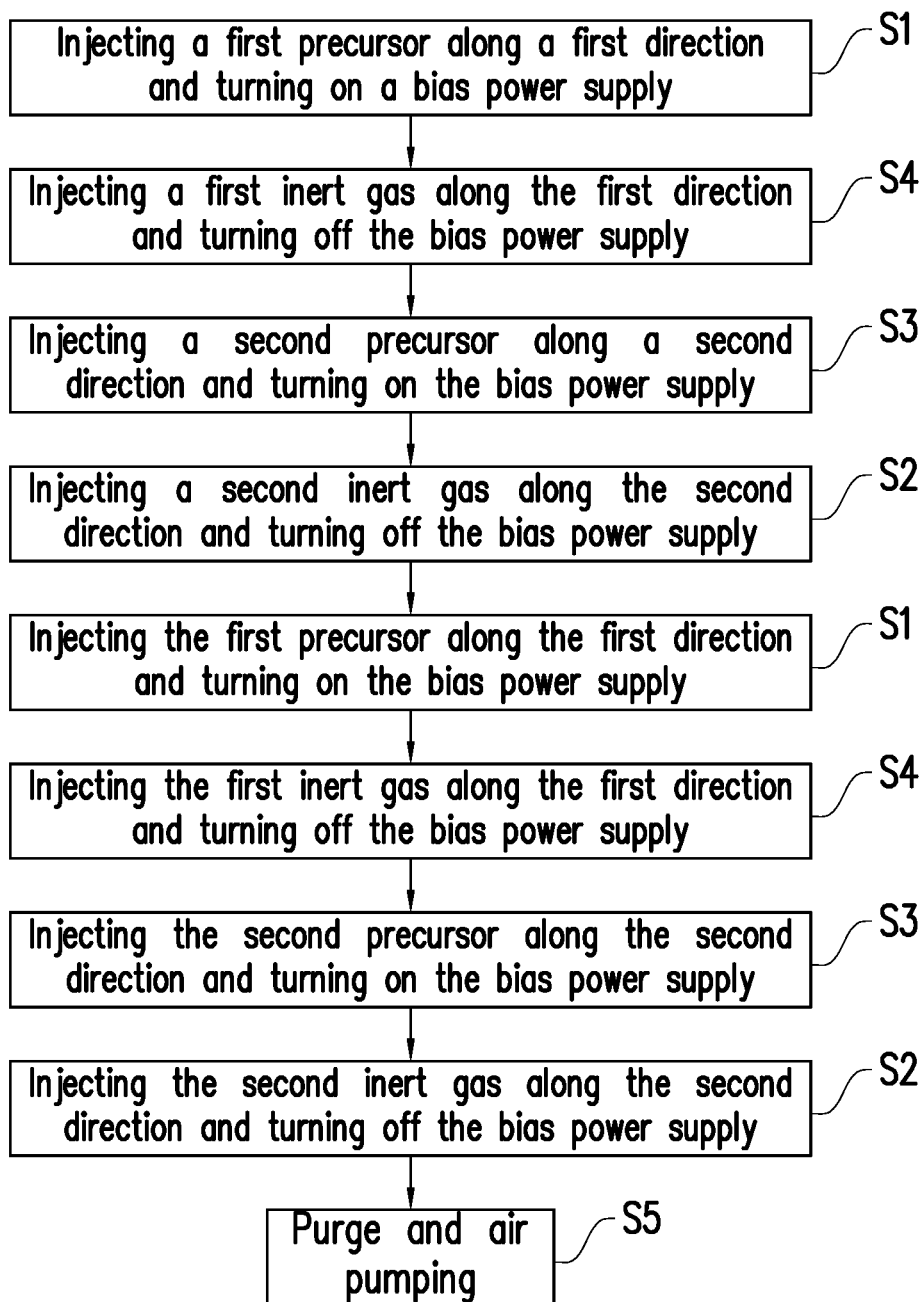 Injecting a first precursor along a first direction
and turning on a bias power supply
S1
Injecting a first inert gas along the first direction
and turning off the bias power supply
S4
Injecting a second precursor along a second
direction and turning on the bias power supply
S3
Injecting a second inert gas along the second
direction and turning off the bias power supply
S2
Injecting the first precursor along the first direction
and turning on the bias power supply
S1
Injecting the first inert gas along the first direction
and turning off the bias power supply
S4
Injecting the second precursor along the second
direction and turning on the bias power supply
S3
Injecting the second inert gas along the second
direction and turning off the bias power supply
S2
Purge and air
pumping
S5